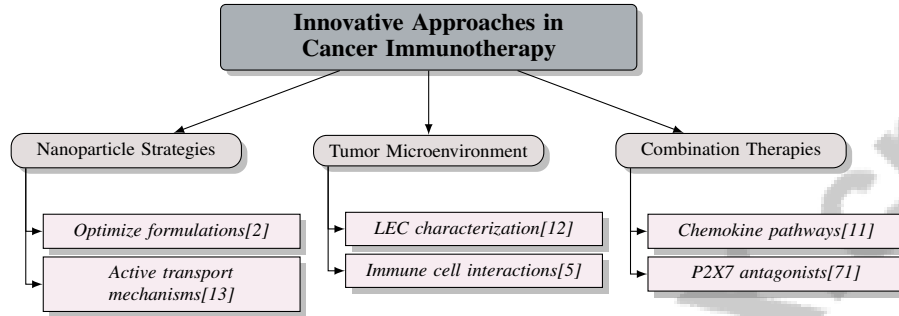 Innovative Approaches in
Cancer Immunotherapy
Nanoparticle Strategies
Tumor Microenvironment
Combination Therapies
Optimize formulations[2]
Active transport
mechanisms[13]
LEC characterization[12]
Immune cell interactions[5]
Chemokine pathways[11]
P2X7 antagonists[71]